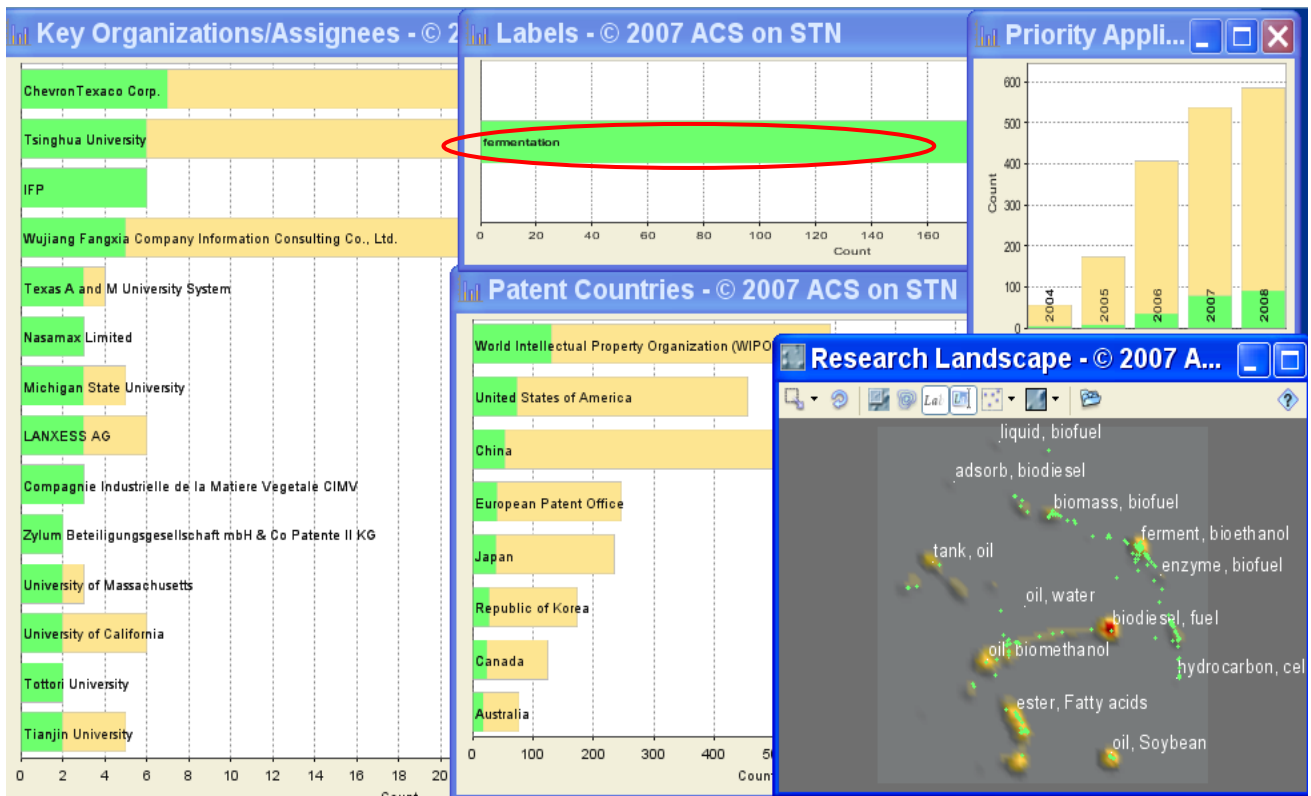 Key Organizations/Assignees - © 2
ChevronTexaco Corp.
Tsinghua University
IFP
Wujiang Fangxia Company Information Consulting Co., Ltd.
Texas A and M University System
Nasamax Limited
Michigan State University
LANXESS AG
Compagnie Industrielle de la Matiere Vegetale CIMV
Zylum Beteiligungsgesellschaft mbH & Co Patente II KG
University of Massachusetts
University of California
Tottori University
Tianjin University
0 2 4 6 8 10 12 14 16 18 20
Labels - © 2007 ACS on STN
fermentation
0 20 40 60 80 100 120 140 160
Count
Patent Countries - © 2007 ACS on STN
World Intellectual Property Organization (WIPO
United States of America
China
European Patent Office
Japan
Republic of Korea
Canada
Australia
0 100 200 300 400
Priority Appli...
600
500
400
300
200
100
0
Count
2004 2005 2006 2007 2008
Research Landscape - © 2007 A...
Lab
liquid, biofuel
adsorb, biodiesel
biomass, biofuel
ferment, bioethanol
tank, oil
enzyme, biofuel
oil, water
biodiesel, fuel
oil, biomethanol
hydrocarbon, cel
ester, Fatty acids
oil, Soybean